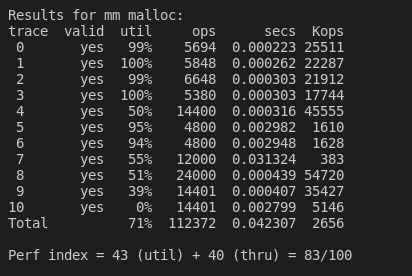 Results for mm malloc:
trace  valid  util     ops      secs  Kops
 0       yes   99%    5694  0.000223 25511
 1       yes  100%    5848  0.000262 22287
 2       yes   99%    6648  0.000303 21912
 3       yes  100%    5380  0.000303 17744
 4       yes   50%   14400  0.000316 45555
 5       yes   95%    4800  0.002982  1610
 6       yes   94%    4800  0.002948  1628
 7       yes   55%   12000  0.031324   383
 8       yes   51%   24000  0.000439 54720
 9       yes   39%   14401  0.000407 35427
10       yes    0%   14401  0.002799  5146
Total          71%  112372  0.042307  2656

Perf index = 43 (util) + 40 (thru) = 83/100